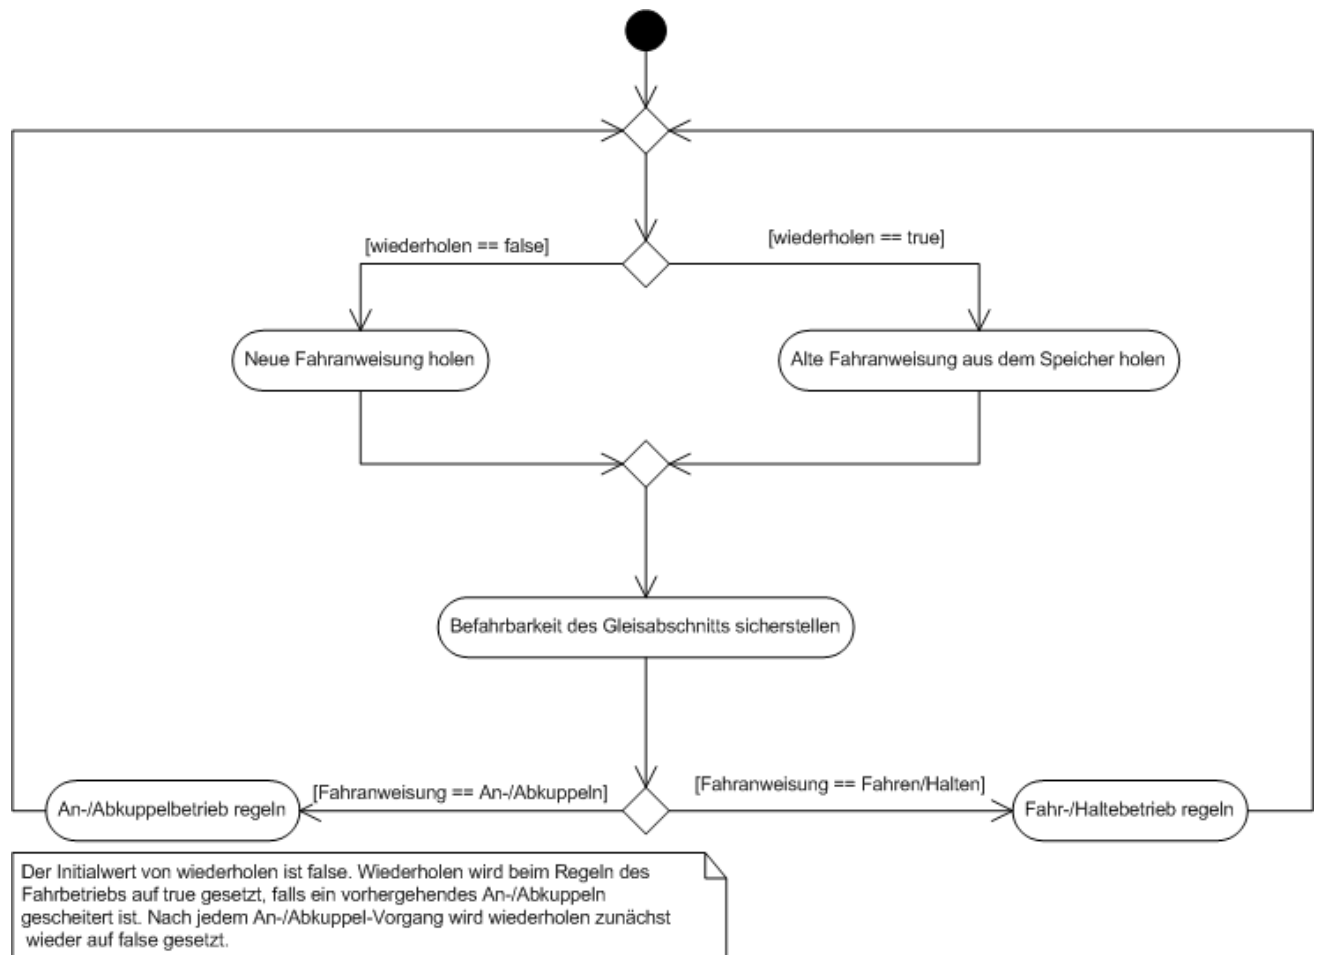 [wiederholen == false]
[wiederholen == true]
Neue Fahranweisung holen
Alte Fahranweisung aus dem Speicher holen
Befahrbarkeit des Gleisabschnitts sicherstellen
[Fahranweisung == An-/Abkuppeln]
[Fahranweisung == Fahren/Halten]
An-/Abkuppelbetrieb regeln
Fahr-/Haltebetrieb regeln
Der Initialwert von wiederholen ist false. Wiederholen wird beim Regeln des
Fahrbetriebs auf true gesetzt, falls ein vorhergehendes An-/Abkuppeln
gescheitert ist. Nach jedem An-/Abkuppel-Vorgang wird wiederholen zunächst
wieder auf false gesetzt.